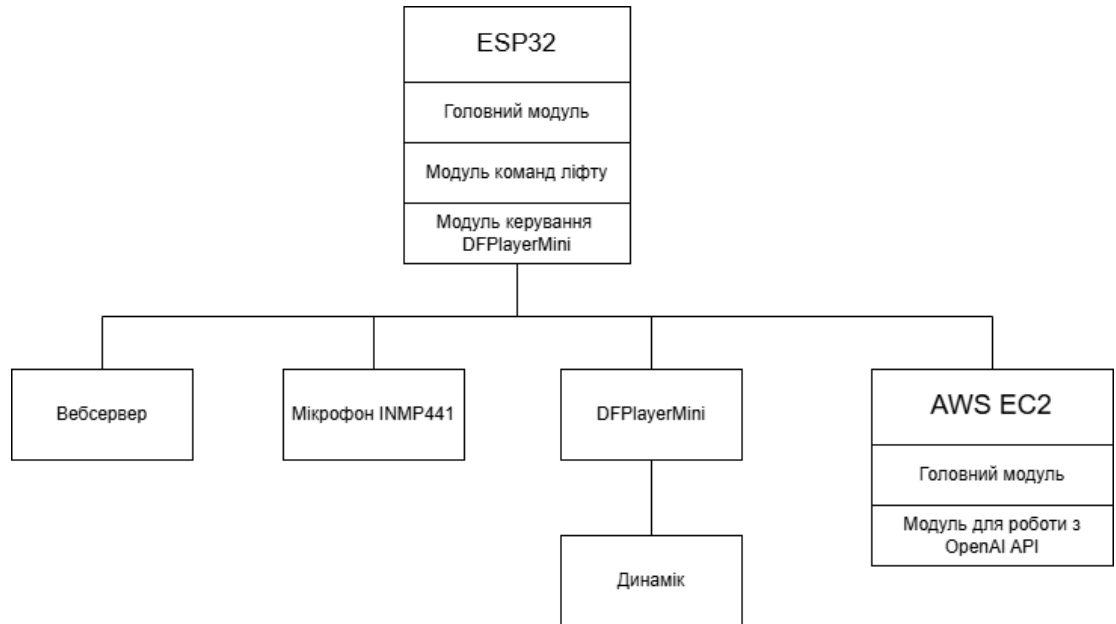 ESP32
Головний модуль
Модуль команд ліфту
Модуль керування
DFPlayerMini
Вебсервер
Мікрофон INMP441
DFPlayerMini
AWS EC2
Головний модуль
Модуль для роботи з
OpenAI API
Динамік